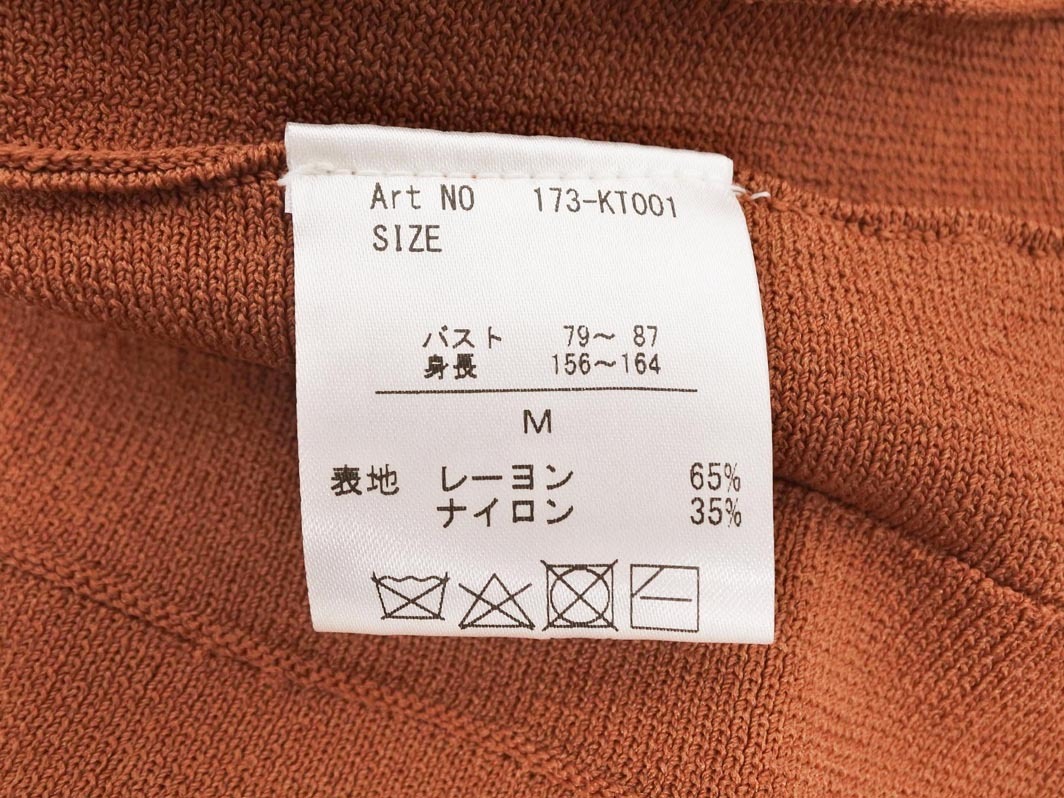 Art NO 173-KT001
SIZE
バスト 79～ 87
身長 156～164
M
表地 レーヨン 65%
ナイロン 35%